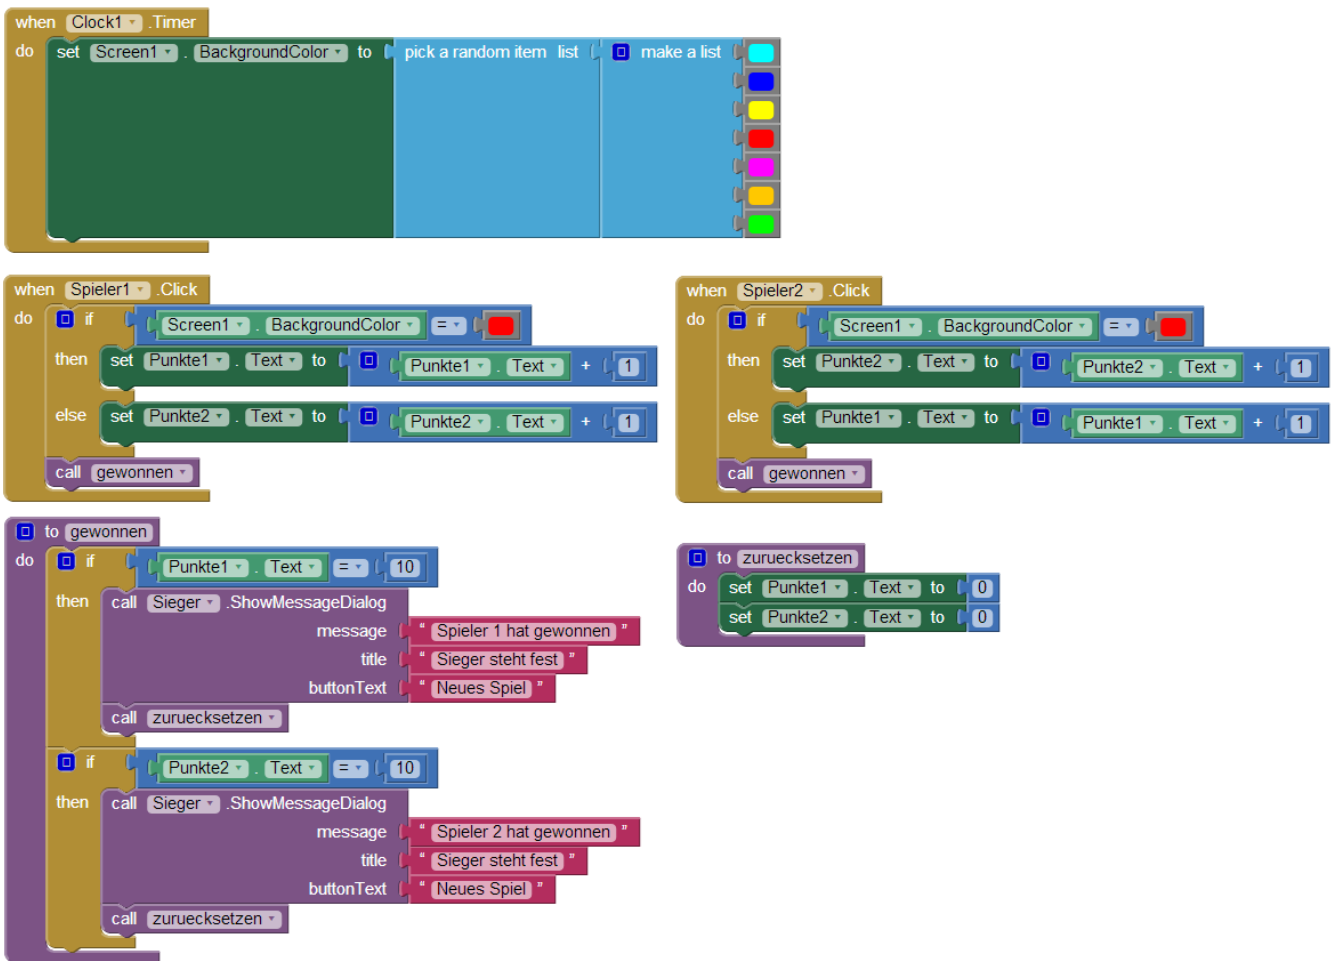 when Clock1 .Timer
do set Screen1 . BackgroundColor to pick a random item list make a list
when Spieler1 .Click
do if Screen1 . BackgroundColor =
then set Punkte1 . Text to Punkte1 . Text + 1
else set Punkte2 . Text to Punkte2 . Text + 1
call gewonnen
when Spieler2 .Click
do if Screen1 . BackgroundColor =
then set Punkte2 . Text to Punkte2 . Text + 1
else set Punkte1 . Text to Punkte1 . Text + 1
call gewonnen
to gewonnen
do if Punkte1 . Text = 10
then call Sieger .ShowMessageDialog
message " Spieler 1 hat gewonnen "
title " Sieger steht fest "
buttonText " Neues Spiel "
call zuruecksetzen
if Punkte2 . Text = 10
then call Sieger .ShowMessageDialog
message " Spieler 2 hat gewonnen "
title " Sieger steht fest "
buttonText " Neues Spiel "
call zuruecksetzen
to zuruecksetzen
do set Punkte1 . Text to 0
set Punkte2 . Text to 0